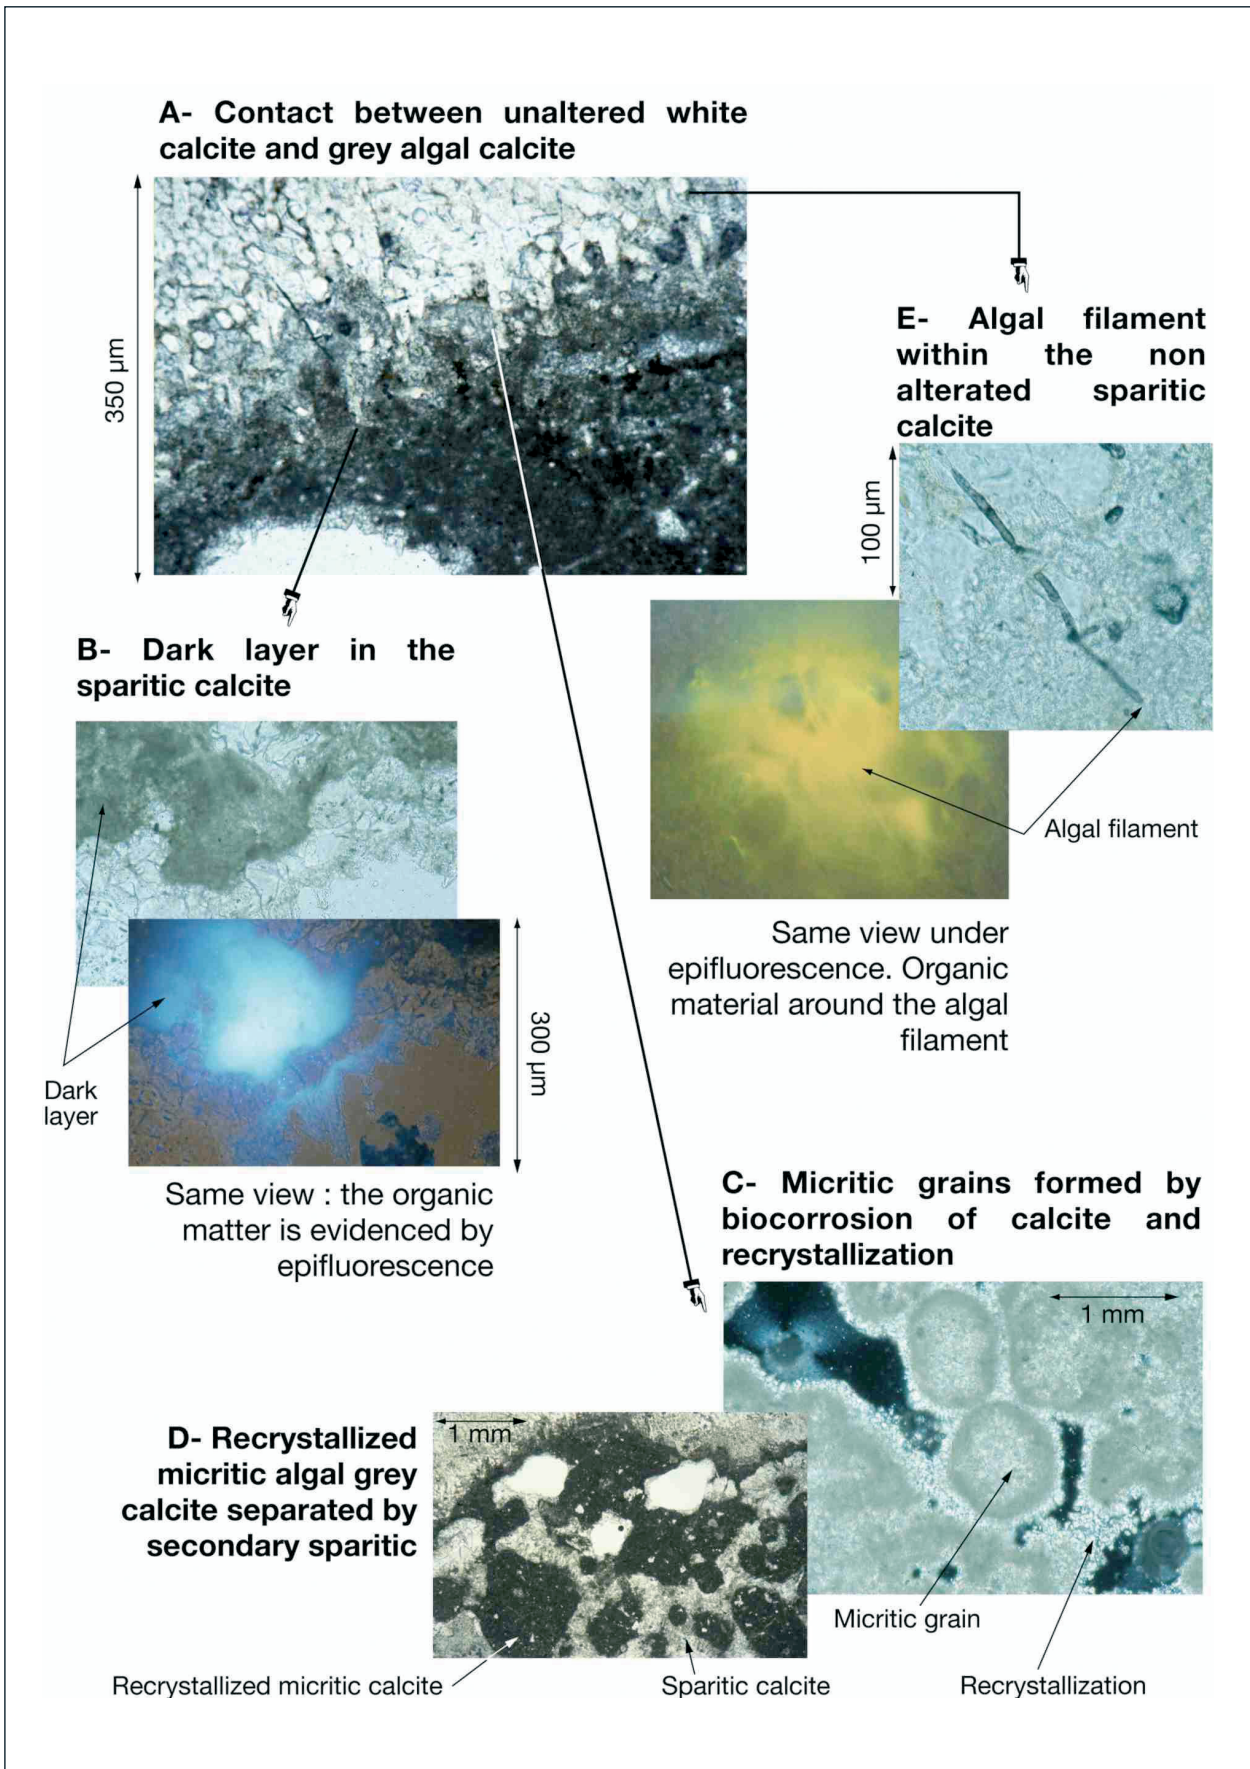 A- Contact between unaltered white
calcite and grey algal calcite
350 µm
E- Algal filament
within the non
alterated sparitic
calcite
100 µm
B- Dark layer in the
sparitic calcite
Algal filament
Same view under
epifluorescence. Organic
material around the algal
filament
300 µm
Dark
layer
Same view : the organic
matter is evidenced by
epifluorescence
C- Micritic grains formed by
biocorrosion of calcite and
recrystallization
1 mm
D- Recrystallized
micritic algal grey
calcite separated by
secondary sparitic
1 mm
Micritic grain
Recrystallized micritic calcite
Sparitic calcite
Recrystallization